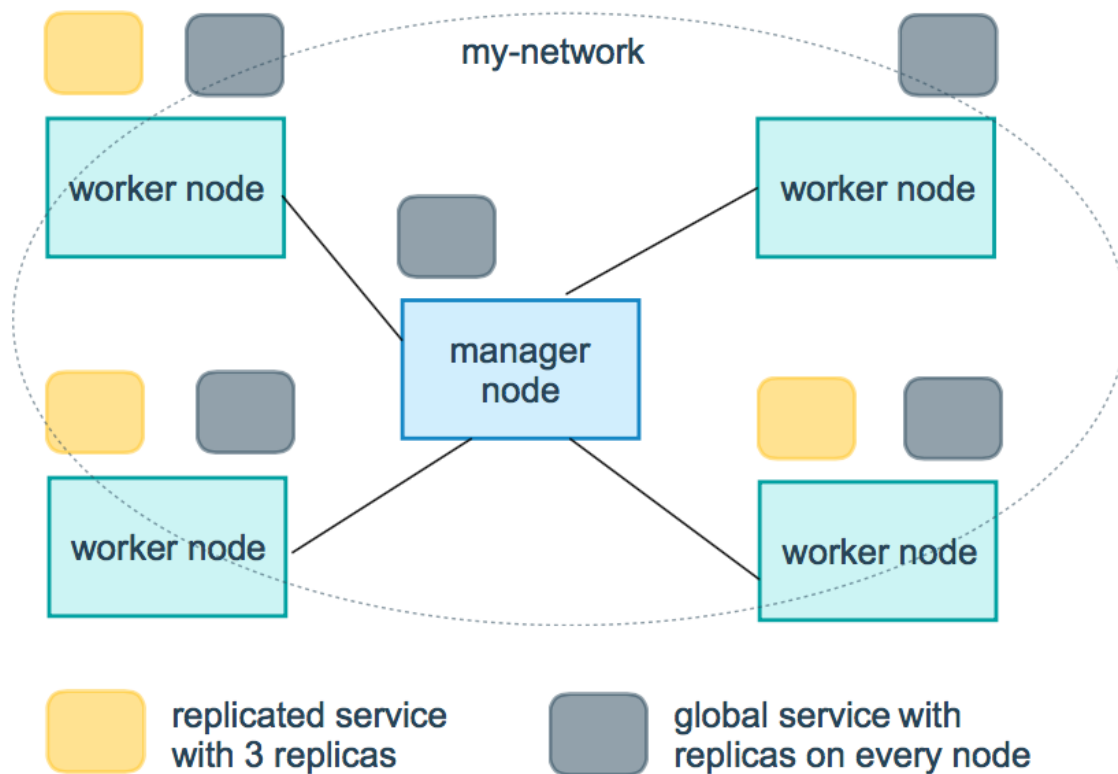 my-network
worker node
worker node
manager
node
worker node
worker node
replicated service
with 3 replicas
global service with
replicas on every node